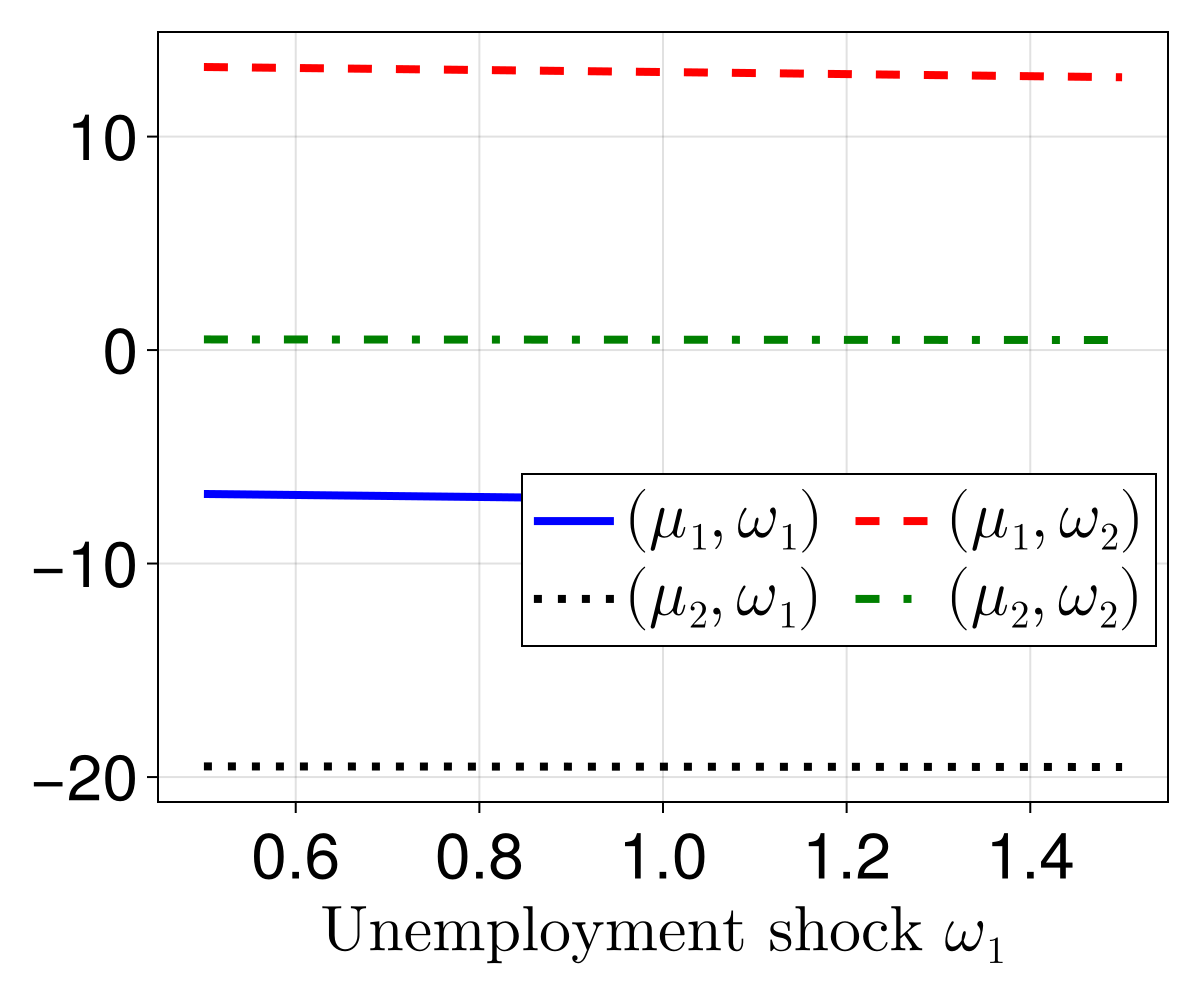 10
0
−10
−20
(μ₁, ω₁) (μ₁, ω₂)
(μ₂, ω₁) (μ₂, ω₂)
0.6 0.8 1.0 1.2 1.4
Unemployment shock ω₁